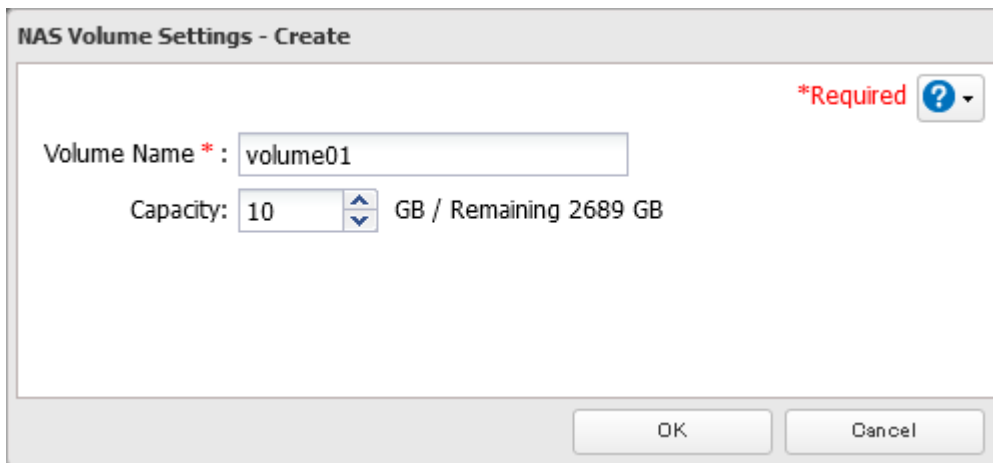 NAS Volume Settings - Create
*Required ?
Volume Name * : volume01
Capacity: 10 GB / Remaining 2689 GB
OK Cancel